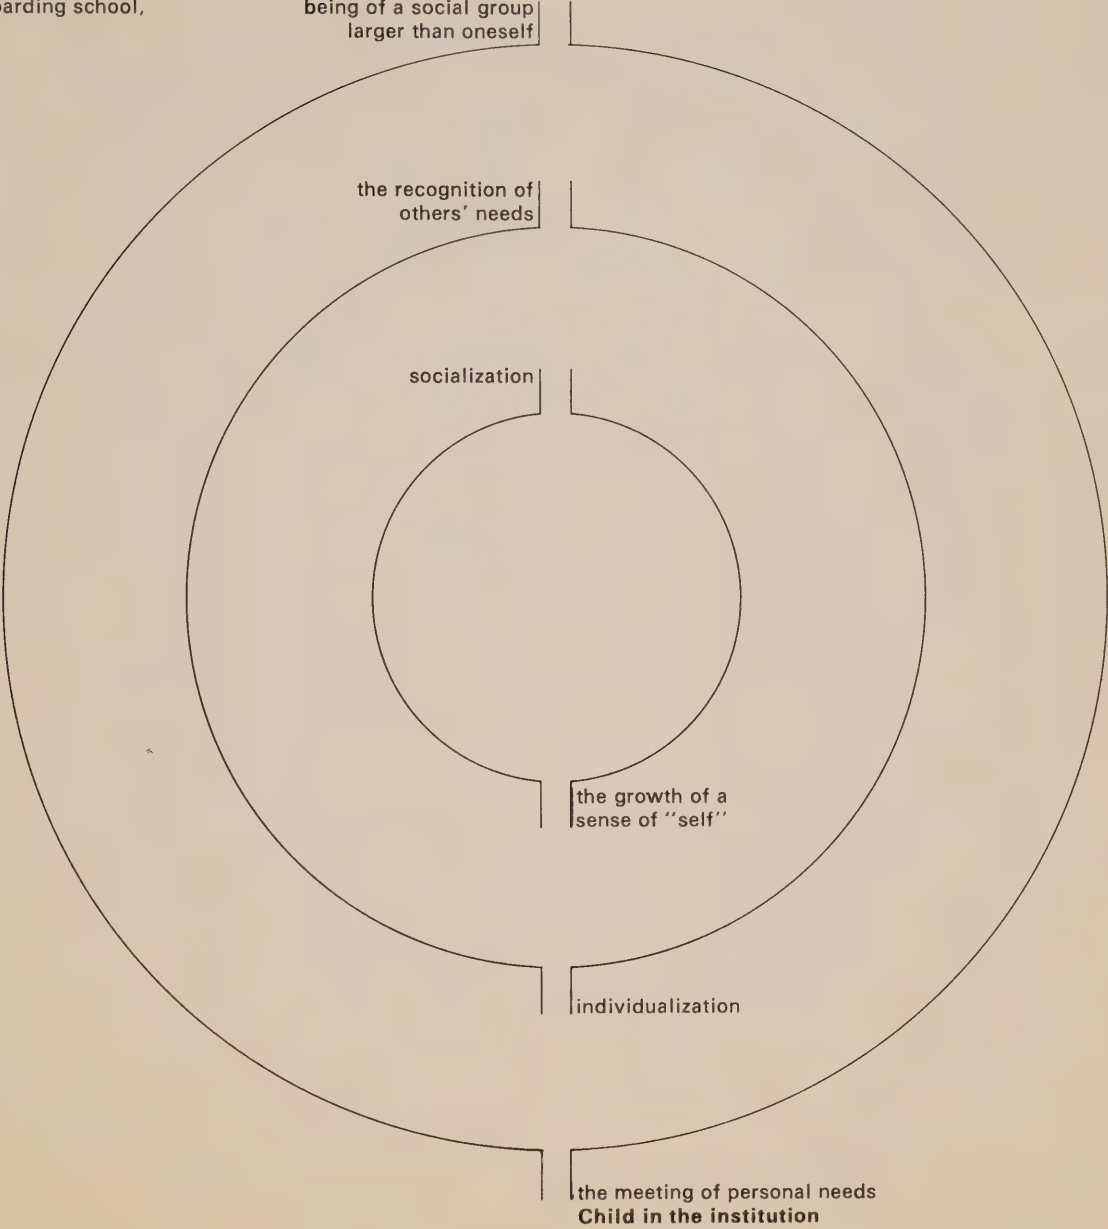 school,
being of a social group
larger than oneself
the recognition of
others’ needs
socialization
the growth of a
sense of “self”
individualization
the meeting of personal needs
Child in the institution